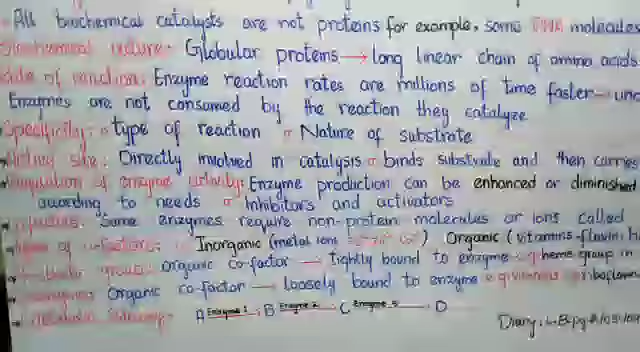 All biochemical catalysts are not proteins for example, some RNA molecules
Biochemical nature: Globular proteins → long linear chain of amino acids
Rate of reaction: Enzyme reaction rates are millions of time faster
Enzymes are not consumed by the reaction they catalyze
Specificity: type of reaction Nature of substrate
Active site: Directly involved in catalysis binds substrate and then carries
Regulation of enzyme activity: Enzyme production can be enhanced or diminished
according to needs Inhibitors and activators
Some enzymes require non-protein molecules or ions called
Types of co-factors: Inorganic (metal ions Organic (vitamins-flavin
organic co-factor → tightly bound to enzyme heme group in
Organic co-factor → loosely bound to enzyme
Metabolic pathway: A Enzyme 1 B Enzyme 2 C Enzyme 3 D
Diary: